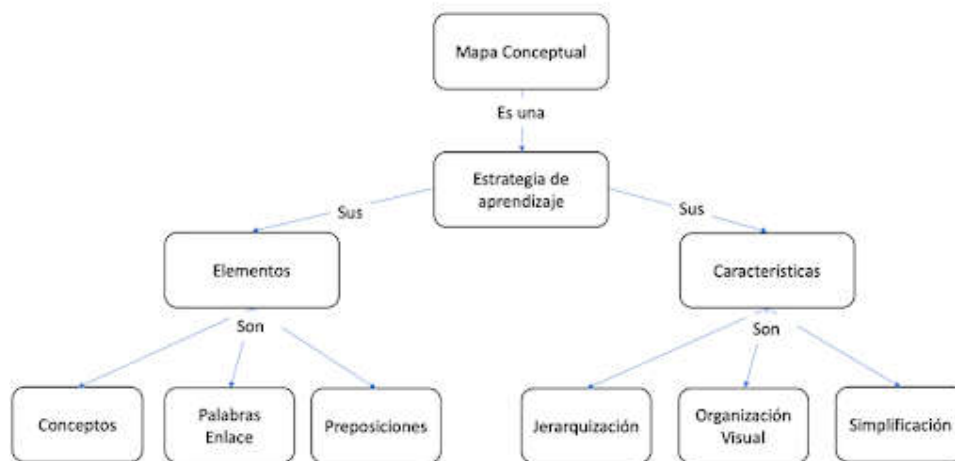 Mapa Conceptual
Es una
Estrategia de
aprendizaje
Sus
Sus
Elementos
Características
Son
Son
Conceptos
Palabras
Enlace
Preposiciones
Jerarquización
Organización
Visual
Simplificación